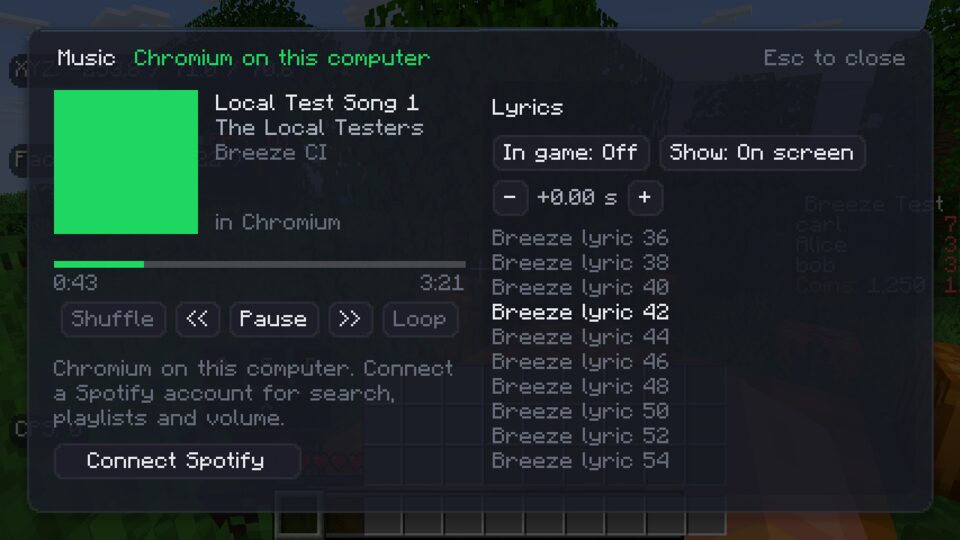 Music Chromium on this computer
Esc to close
Local Test Song 1
The Local Testers
Breeze CI
in Chromium
0:43 3:21
Shuffle << Pause >> Loop
Chromium on this computer. Connect
a Spotify account for search,
playlists and volume.
Connect Spotify
Lyrics
In game: Off Show: On screen
- +0.00 s +
Breeze lyric 36
Breeze lyric 38
Breeze lyric 40
Breeze lyric 42
Breeze lyric 44
Breeze lyric 46
Breeze lyric 48
Breeze lyric 50
Breeze lyric 52
Breeze lyric 54
Breeze Test
carl 7
Alice 3
bob 3
Coins: 1,250 1